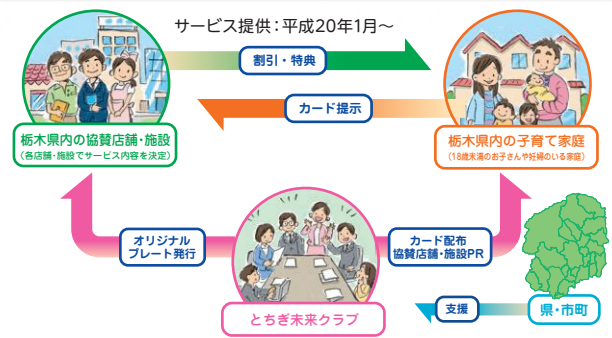 サービス提供：平成20年1月～
割引・特典
カード提示
栃木県内の協賛店舗・施設
（各店舗・施設でサービス内容を決定）
栃木県内の子育て家庭
（18歳未満のお子さんや妊婦のいる家庭）
オリジナル
プレート発行
カード配布
協賛店舗・施設PR
とちぎ未来クラブ
支援
県・市町